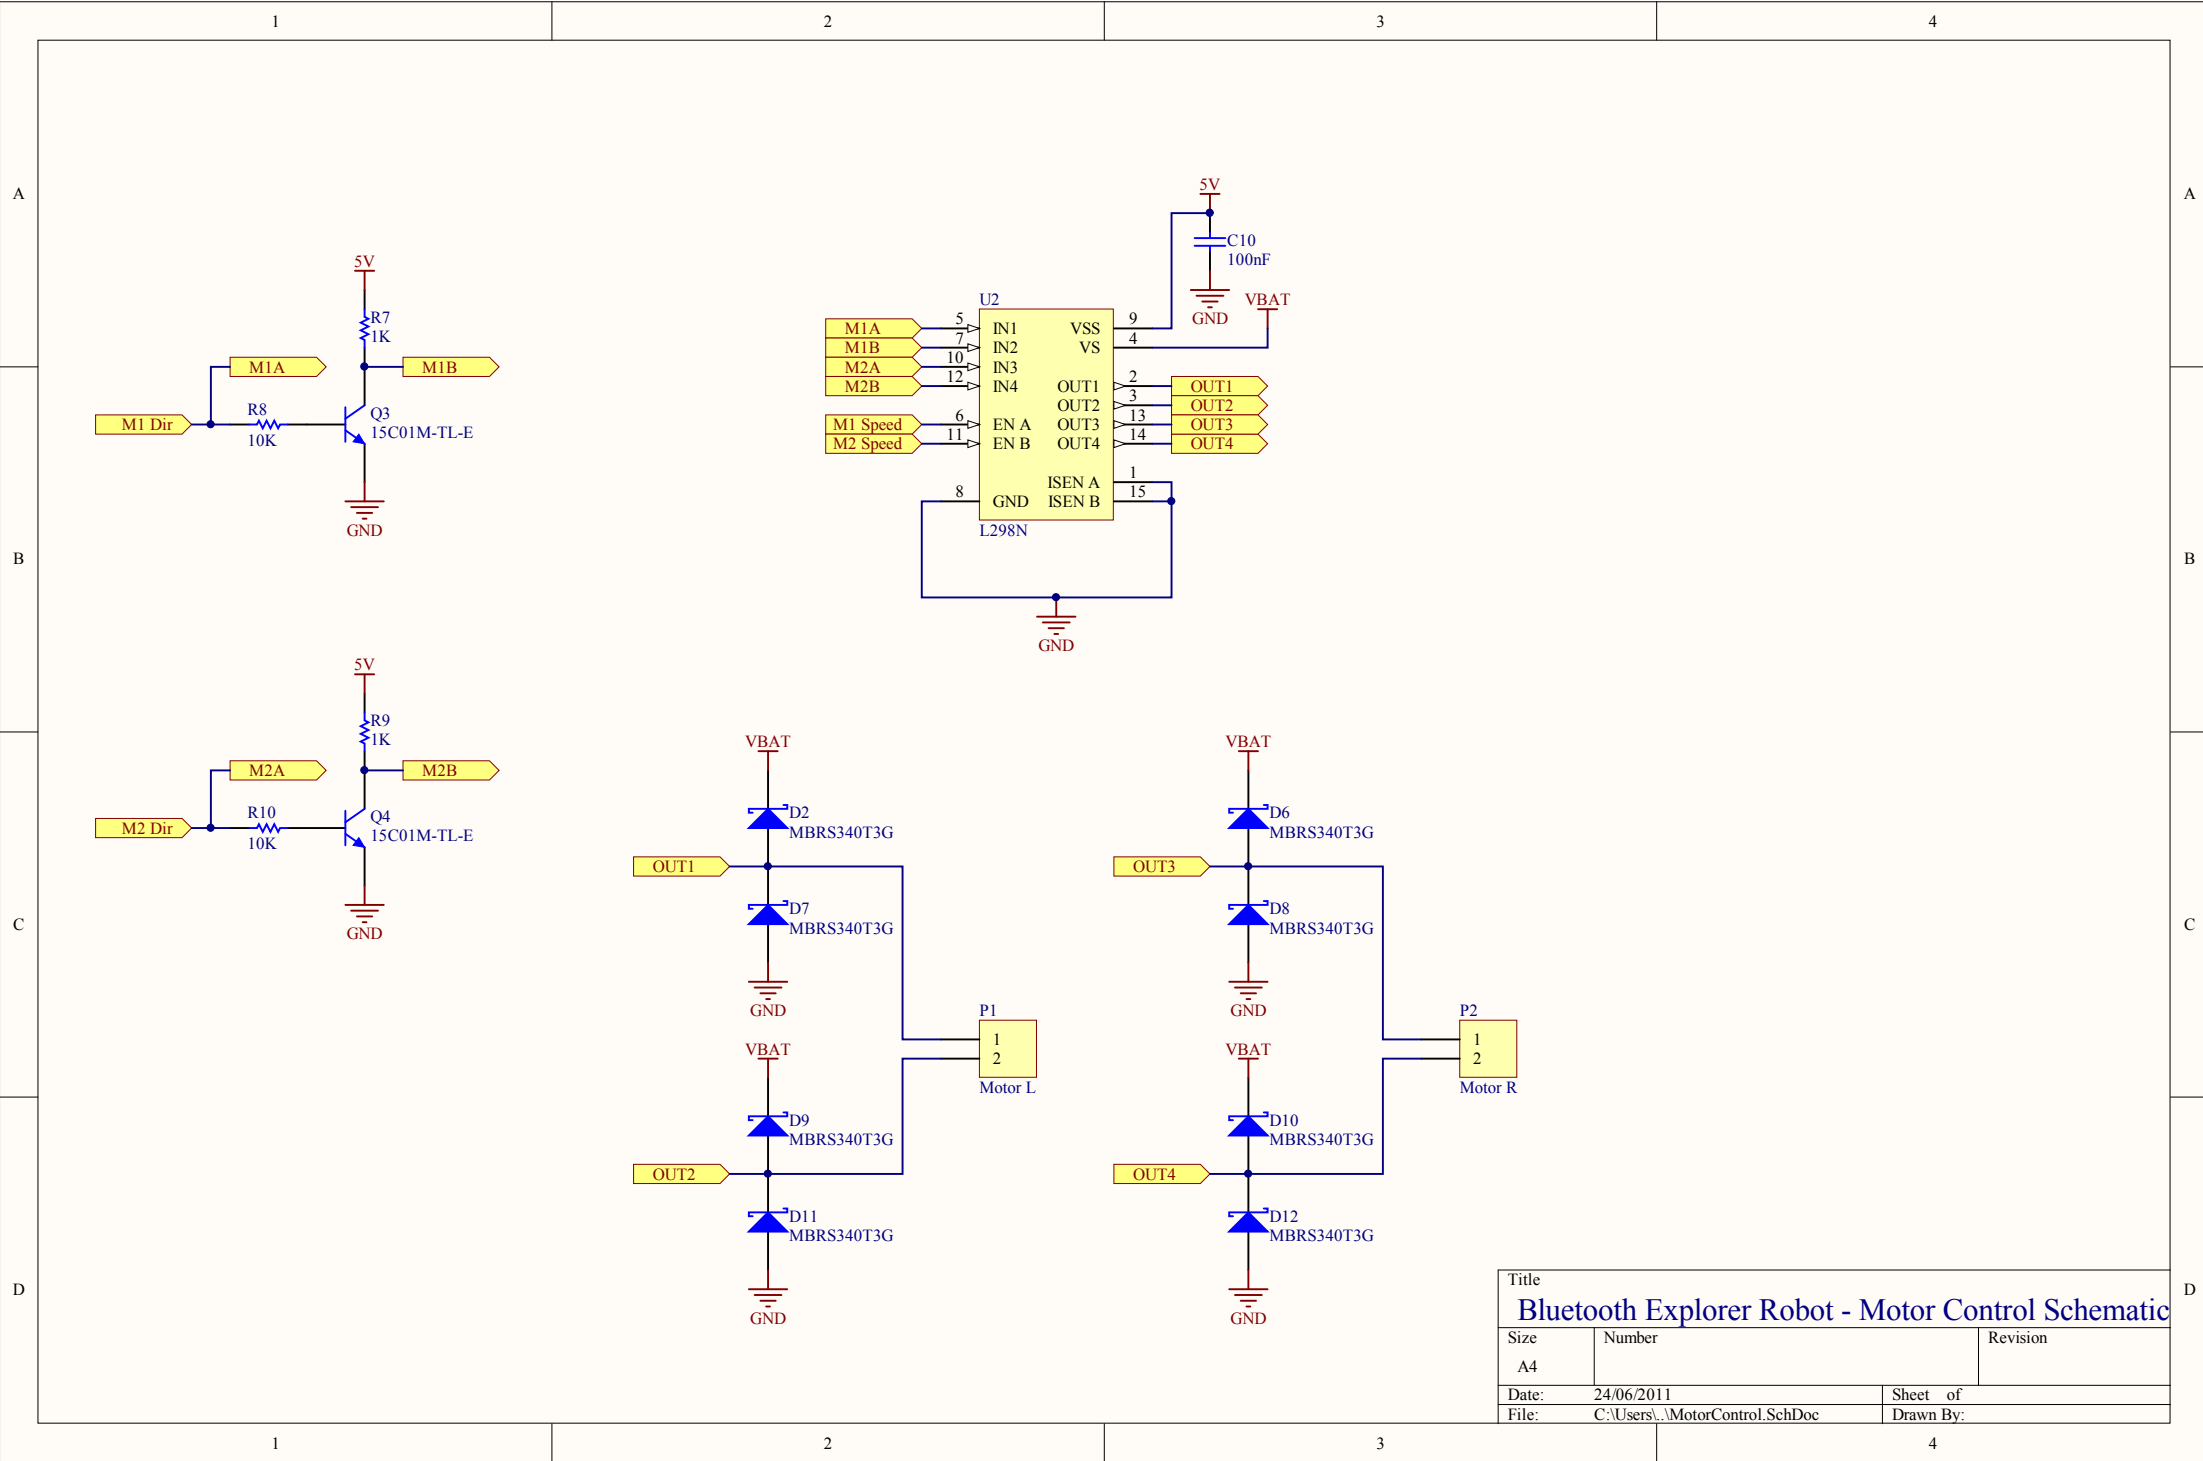 1 2 3 4
A A
B B
C C
D D
5V
R7
1K
M1A
M1B
M1 Dir
R8
10K
Q3
15C01M-TL-E
GND
5V
R9
1K
M2A
M2B
M2 Dir
R10
10K
Q4
15C01M-TL-E
GND
5V
C10
100nF
GND
VBAT
U2
M1A 5 IN1 VSS 9
M1B 7 IN2 VS 4
M2A 10 IN3
M2B 12 IN4 OUT1 2 OUT1
OUT2 3 OUT2
M1 Speed 6 EN A OUT3 13 OUT3
M2 Speed 11 EN B OUT4 14 OUT4
ISEN A 1
8 GND ISEN B 15
L298N
GND
VBAT
D2
MBRS340T3G
OUT1
D7
MBRS340T3G
GND
VBAT
D9
MBRS340T3G
OUT2
D11
MBRS340T3G
GND
P1
1
2
Motor L
VBAT
D6
MBRS340T3G
OUT3
D8
MBRS340T3G
GND
VBAT
D10
MBRS340T3G
OUT4
D12
MBRS340T3G
GND
P2
1
2
Motor R
Title
Bluetooth Explorer Robot - Motor Control Schematic
Size Number Revision
A4
Date: 24/06/2011 Sheet of
File: C:\Users\..\MotorControl.SchDoc Drawn By:
1 2 3 4